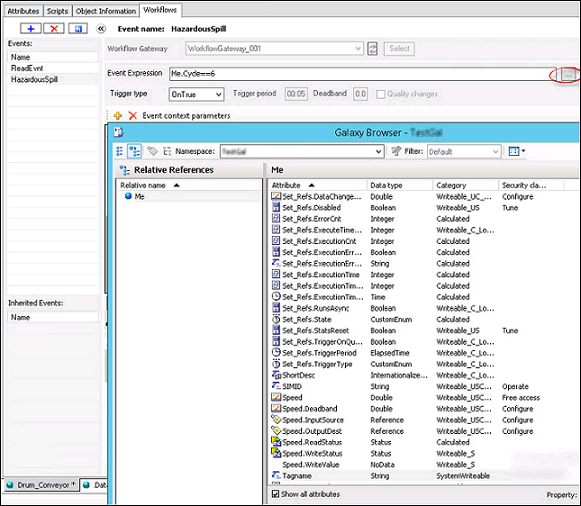 Attributes Scripts Object Information Workflows
Event name: HazardousSpill
Events:
Name
ReadEvnt
HazardousSpill
Workflow Gateway WorkflowGateway_001 Select
Event Expression Me.Cycle==6 ...
Trigger type OnTrue Trigger period 00:05 Deadband 0.0 Quality changes
Event context parameters
Galaxy Browser - TestGal
Namespace: TestGal Filter: Default
Relative References Me
Relative name Attribute Data type Category Security cla...
Me
Set_Refs.DataChange... Double Writeable_UC_... Configure
Set_Refs.Disabled Boolean Writeable_US Tune
Set_Refs.ErrorCnt Integer Calculated
Set_Refs.ExecuteTime... Integer Writeable_C_Lo...
Set_Refs.ExecutionCnt Integer Calculated
Set_Refs.ExecutionErr... Boolean Calculated
Set_Refs.ExecutionErr... String Calculated
Set_Refs.ExecutionTime Integer Calculated
Set_Refs.ExecutionTim... Integer Calculated
Set_Refs.ExecutionTim... Time Calculated
Set_Refs.RunsAsync Boolean Writeable_C_Lo...
Set_Refs.State CustomEnum Calculated
Set_Refs.StatsReset Boolean Writeable_US Tune
Set_Refs.TriggerOnQu... Boolean Writeable_C_Lo...
Set_Refs.TriggerPeriod ElapsedTime Writeable_C_Lo...
Set_Refs.TriggerType CustomEnum Writeable_C_Lo...
ShortDesc Internationalize... Writeable_C_Lo...
SIMID String Writeable_USC... Operate
Speed Double Writeable_USC... Free access
Speed.Deadband Double Writeable_USC... Configure
Speed.InputSource Reference Writeable_USC... Configure
Speed.OutputDest Reference Writeable_USC... Configure
Speed.ReadStatus Status Calculated
Speed.WriteStatus Status Writeable_S
Speed.WriteValue NoData Writeable_S
Tagname String SystemWriteable
Inherited Events:
Name
Drum_Conveyor * Data
Show all attributes Property: